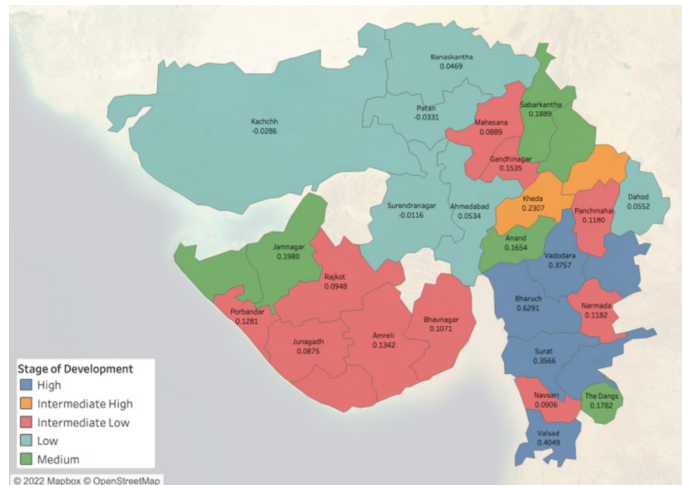 Banaskantha
0.0469
Patan
-0.0331
Kachchh
-0.0286
Mahesana
0.0889
Sabarkantha
0.1889
Gandhinagar
0.1535
Surendranagar
-0.0116
Ahmedabad
0.0534
Kheda
0.2307
Panchmahal
0.1180
Dahod
0.0552
Anand
0.1654
Vadodara
0.3757
Jamnagar
0.1980
Rajkot
0.0948
Porbandar
0.1281
Junagadh
0.0875
Amreli
0.1342
Bhavnagar
0.1071
Bharuch
0.6291
Narmada
0.1182
Surat
0.3566
Navsari
0.0906
The Dangs
0.1782
Valsad
0.4049
Stage of Development
High
Intermediate High
Intermediate Low
Low
Medium
© 2022 Mapbox © OpenStreetMap